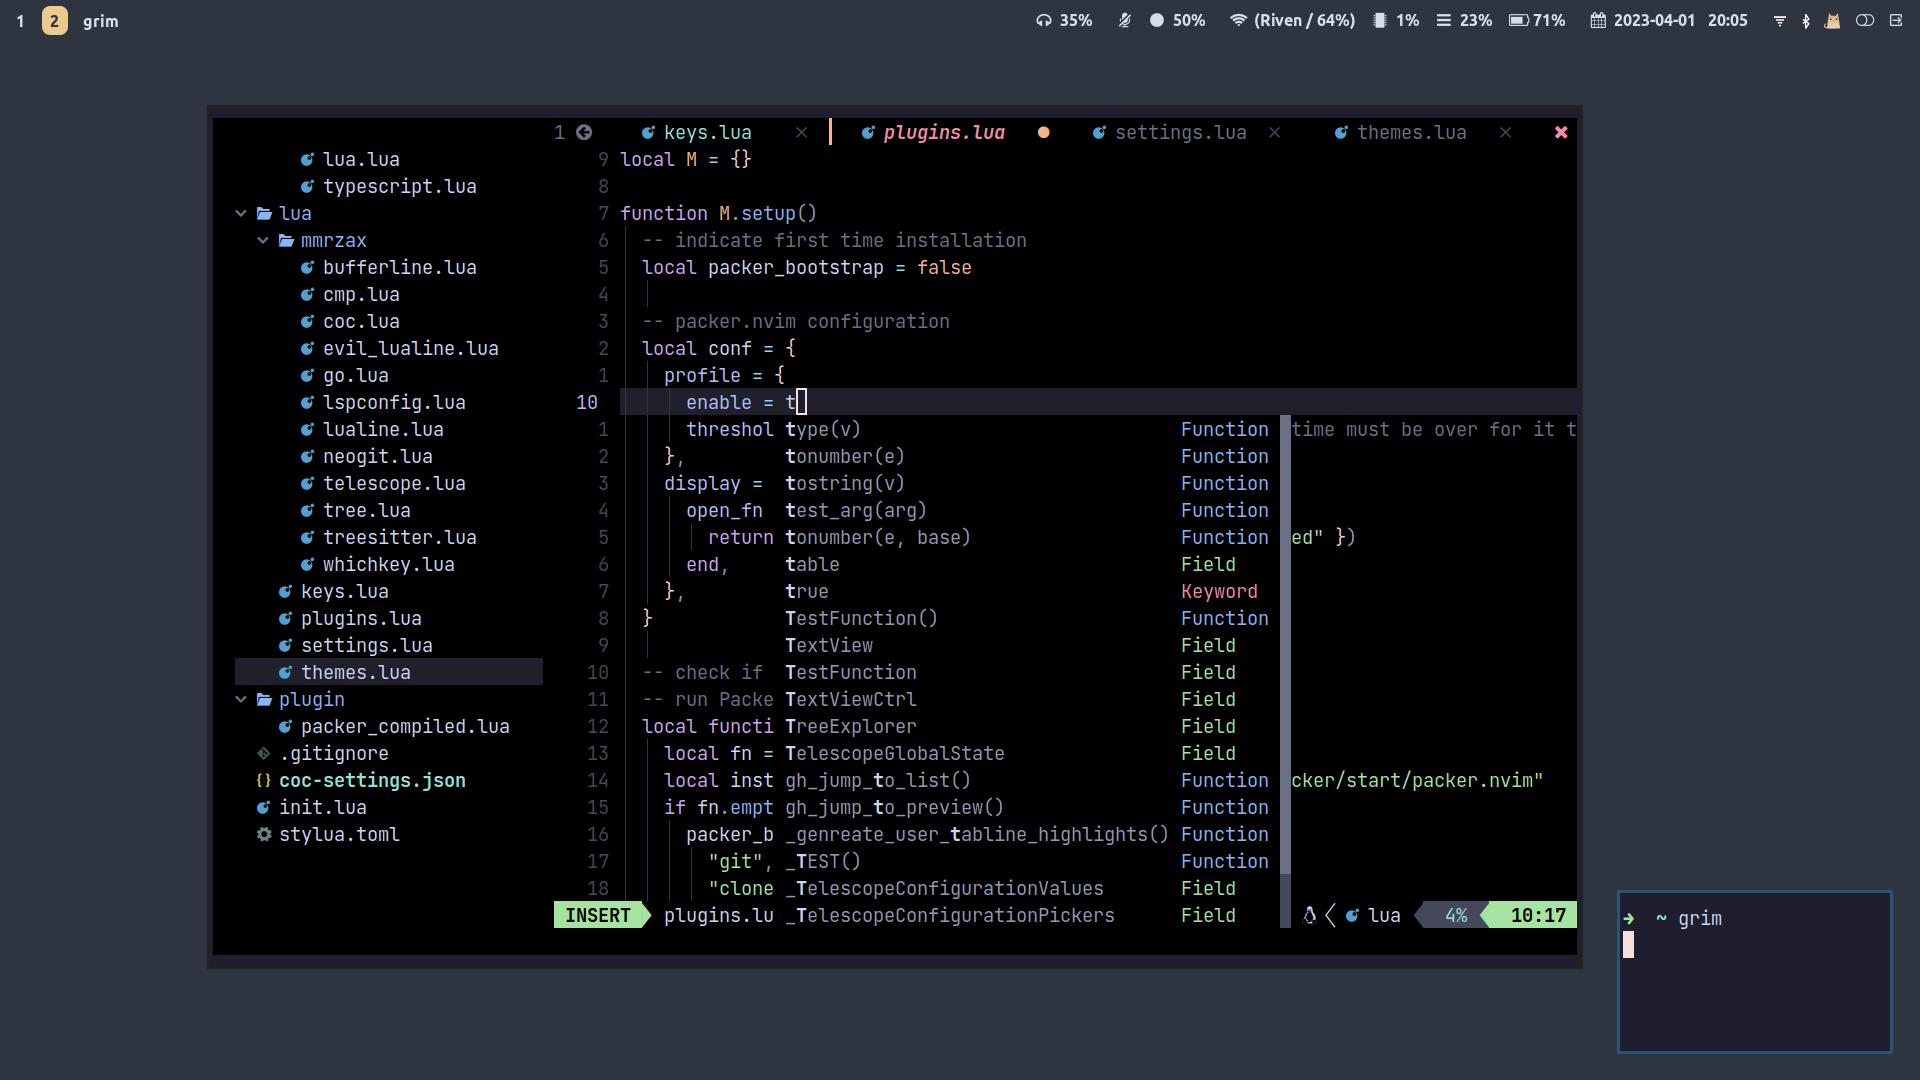 1 2 grim 35% 50% (Riven / 64%) 1% 23% 71% 2023-04-01 20:05
1 keys.lua × plugins.lua settings.lua × themes.lua ×
lua.lua
typescript.lua
lua
mmrzax
bufferline.lua
cmp.lua
coc.lua
evil_lualine.lua
go.lua
lspconfig.lua
lualine.lua
neogit.lua
telescope.lua
tree.lua
treesitter.lua
whichkey.lua
keys.lua
plugins.lua
settings.lua
themes.lua
plugin
packer_compiled.lua
.gitignore
{} coc-settings.json
init.lua
stylua.toml
9 local M = {}
8
7 function M.setup()
6 -- indicate first time installation
5 local packer_bootstrap = false
4
3 -- packer.nvim configuration
2 local conf = {
1 profile = {
10 enable = t
1 threshol type(v) Function time must be over for it t
2 }, tonumber(e) Function
3 display = tostring(v) Function
4 open_fn test_arg(arg) Function
5 return tonumber(e, base) Function ed" })
6 end, table Field
7 }, true Keyword
8 } TestFunction() Function
9 TextView Field
10 -- check if TestFunction Field
11 -- run Packe TextViewCtrl Field
12 local functi TreeExplorer Field
13 local fn = TelescopeGlobalState Field
14 local inst gh_jump_to_list() Function cker/start/packer.nvim"
15 if fn.empt gh_jump_to_preview() Function
16 packer_b _genreate_user_tabline_highlights() Function
17 "git", _TEST() Function
18 "clone _TelescopeConfigurationValues Field
INSERT plugins.lu _TelescopeConfigurationPickers Field lua 4% 10:17
➜ ~ grim